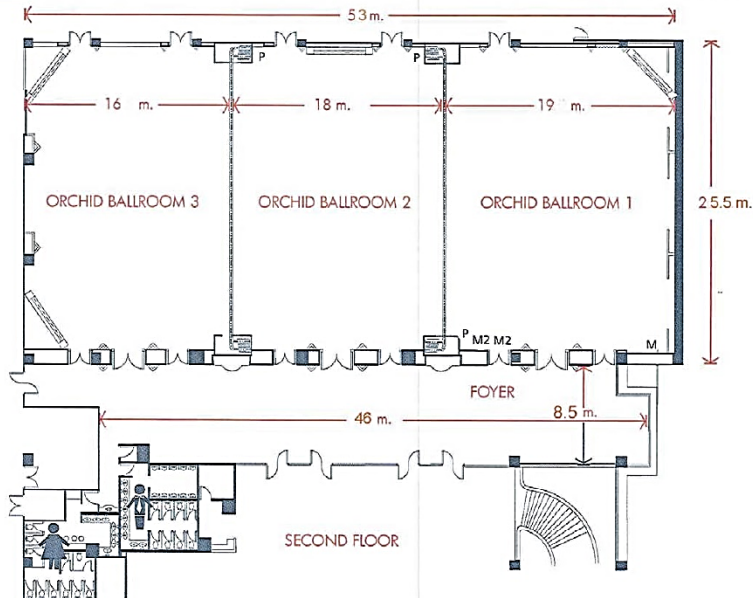 53 m.
P
P
16 m.
18 m.
19 m.
ORCHID BALLROOM 3
ORCHID BALLROOM 2
ORCHID BALLROOM 1
25.5 m.
P
M2 M2
M
FOYER
46 m.
8.5 m.
SECOND FLOOR